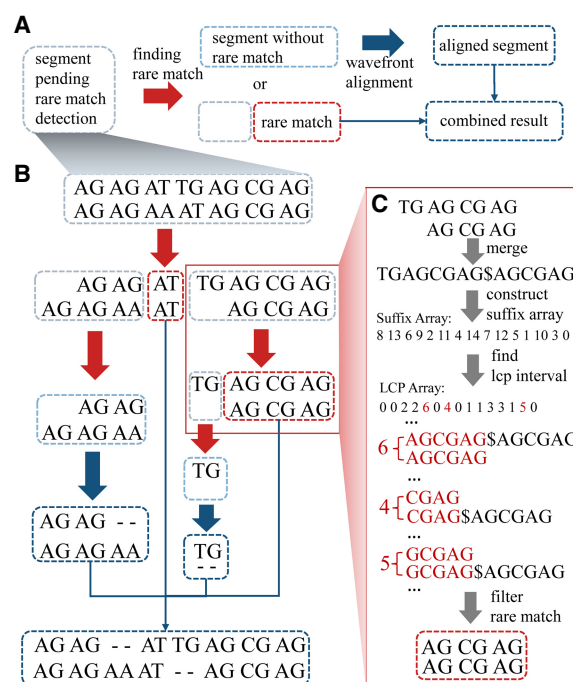 A
segment
pending
rare match
detection
finding
rare match
segment without
rare match
or
rare match
wavefront
alignment
aligned segment
combined result
B
AG AG AT TG AG CG AG
AG AG AA AT AG CG AG
AG AG
AG AG AA
AT
AT
TG AG CG AG
AG CG AG
TG
AG CG AG
AG CG AG
AG AG
AG AG AA
TG
AG AG - -
AG AG AA
TG
- -
AG AG - - AT TG AG CG AG
AG AG AA AT - - AG CG AG
C
TG AG CG AG
AG CG AG
merge
TGAGCGAG$AGCGAG
construct
suffix array
Suffix Array:
8 13 6 9 2 11 4 14 7 12 5 1 10 3 0
find
lcp interval
LCP Array:
0 0 2 2 6 0 4 0 1 1 3 3 1 5 0
...
6
AGCGAG$AGCGAG
AGCGAG
...
4
CGAG
CGAG$AGCGAG
...
5
GCGAG
GCGAG$AGCGAG
...
filter
rare match
AG CG AG
AG CG AG